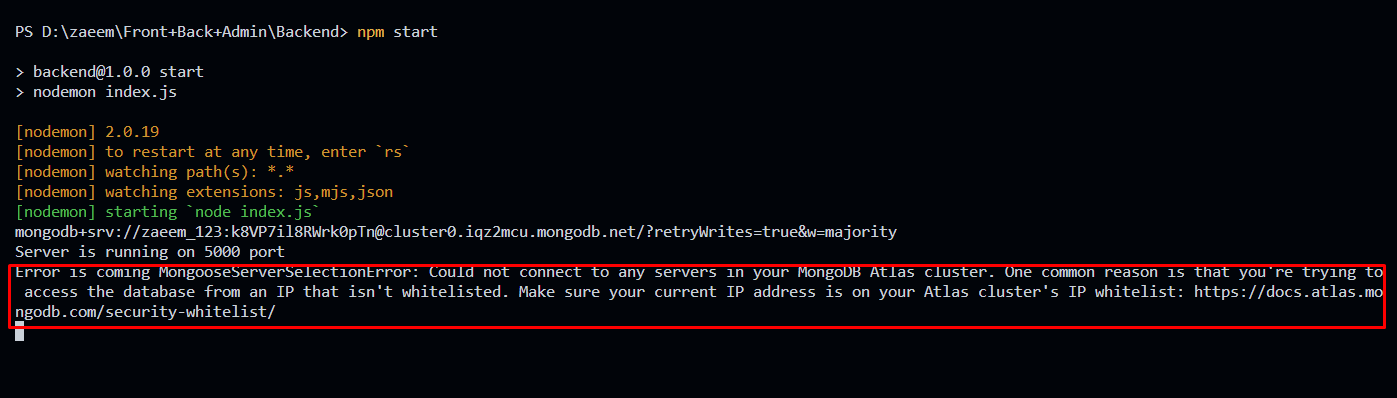 PS D:\zaeem\Front+Back+Admin\Backend> npm start
> backend@1.0.0 start
> nodemon index.js
[nodemon] 2.0.19
[nodemon] to restart at any time, enter `rs`
[nodemon] watching path(s): *.*
[nodemon] watching extensions: js,mjs,json
[nodemon] starting `node index.js`
mongodb+srv://zaeem_123:k8VP7il8RWrk0pTn@cluster0.iqz2mcu.mongodb.net/?retryWrites=true&w=majority
Server is running on 5000 port
Error is coming MongooseServerSelectionError: Could not connect to any servers in your MongoDB Atlas cluster. One common reason is that you're trying to
access the database from an IP that isn't whitelisted. Make sure your current IP address is on your Atlas cluster's IP whitelist: https://docs.atlas.mo
ngodb.com/security-whitelist/